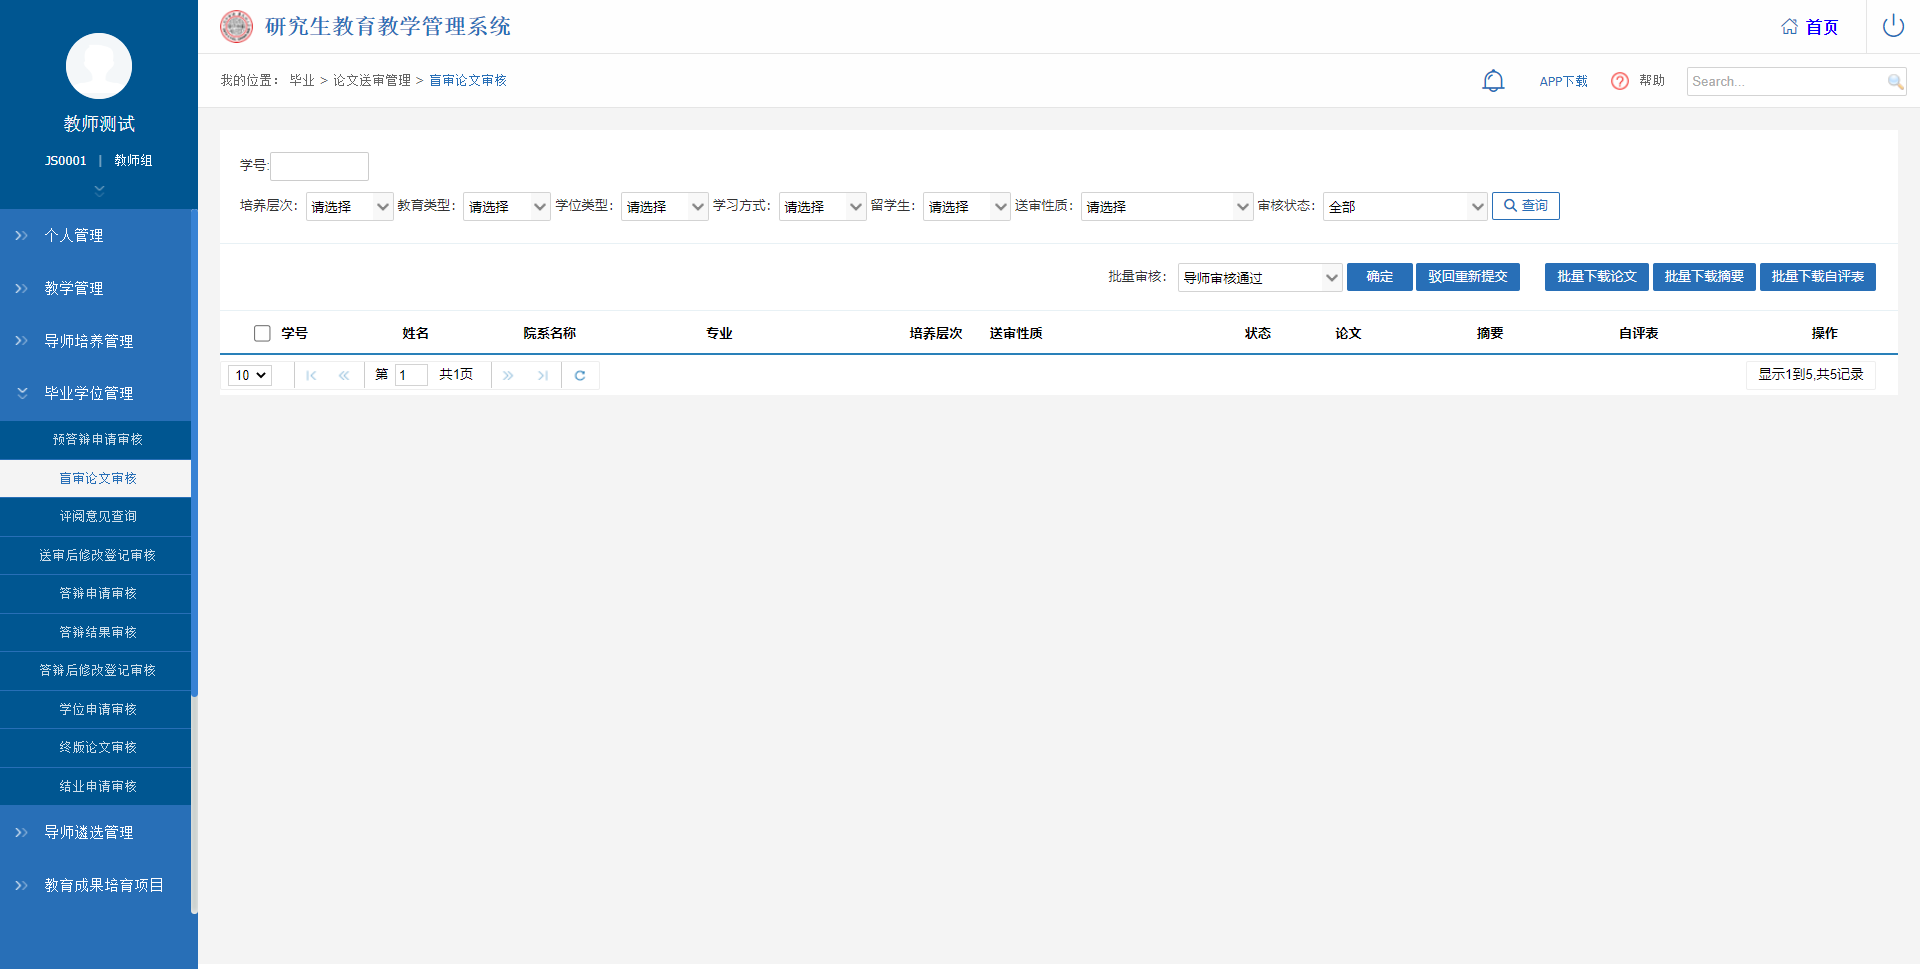 研究生教育教学管理系统
首页
我的位置： 毕业 > 论文送审管理 > 盲审论文审核
APP下载
帮助
Search...
教师测试
JS0001 | 教师组
个人管理
教学管理
导师培养管理
毕业学位管理
预答辩申请审核
盲审论文审核
评阅意见查询
送审后修改登记审核
答辩申请审核
答辩结果审核
答辩后修改登记审核
学位申请审核
终版论文审核
结业申请审核
导师遴选管理
教育成果培育项目
学号:
培养层次： 请选择 教育类型： 请选择 学位类型： 请选择 学习方式： 请选择 留学生： 请选择 送审性质： 请选择 审核状态： 全部 查询
批量审核： 导师审核通过 确定 驳回重新提交 批量下载论文 批量下载摘要 批量下载自评表
学号 姓名 院系名称 专业 培养层次 送审性质 状态 论文 摘要 自评表 操作
10 第 1 共1页 显示1到5,共5记录